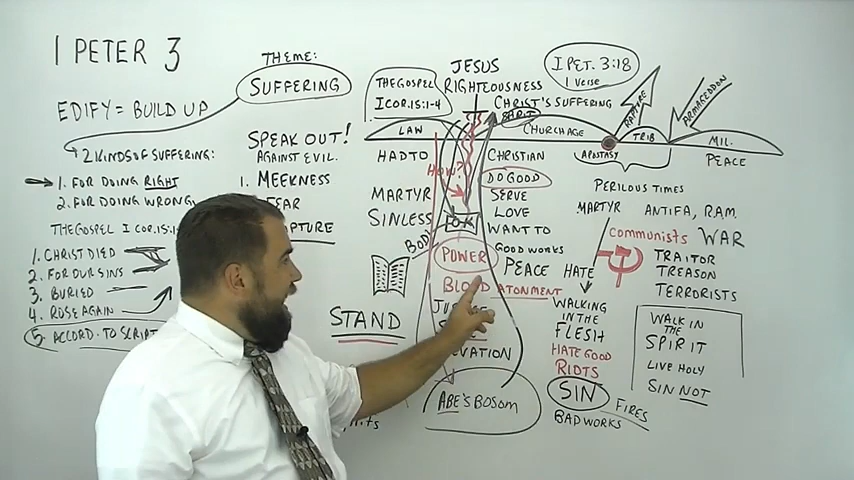 1 PETER 3
THEME:
SUFFERING
EDIFY = BUILD UP
2 KINDS OF SUFFERING:
1. FOR DOING RIGHT
2. FOR DOING WRONG
THE GOSPEL I COR. 15:1
1. CHRIST DIED
2. FOR OUR SINS
3. BURIED
4. ROSE AGAIN
5. ACCORD. TO SCRIPT
SPEAK OUT!
AGAINST EVIL.
1. MEEKNESS
FEAR
STAND
THE GOSPEL
I COR. 15:1-4
JESUS
RIGHTEOUSNESS
CHRIST'S SUFFERING
I PET. 3:18
1 VERSE
LAW
CHURCH AGE
RAPTURE
TRIB
ARMAGEDDON
MIL.
PEACE
APOSTASY
HAD TO
MARTYR
SINLESS
HOW?
BODY
CHRISTIAN
DO GOOD
SERVE
LOVE
WANT TO
GOOD WORKS
PEACE
POWER
BLOOD ATONEMENT
ABE'S BOSOM
PERILOUS TIMES
MARTYR
ANTIFA, R.A.M.
COMMUNISTS
WAR
TRAITOR
TREASON
TERRORISTS
HATE
WALKING
IN THE
FLESH
HATE GOOD
RIOTS
SIN
FIRES
BAD WORKS
WALK IN
THE
SPIRIT
LIVE HOLY
SIN NOT